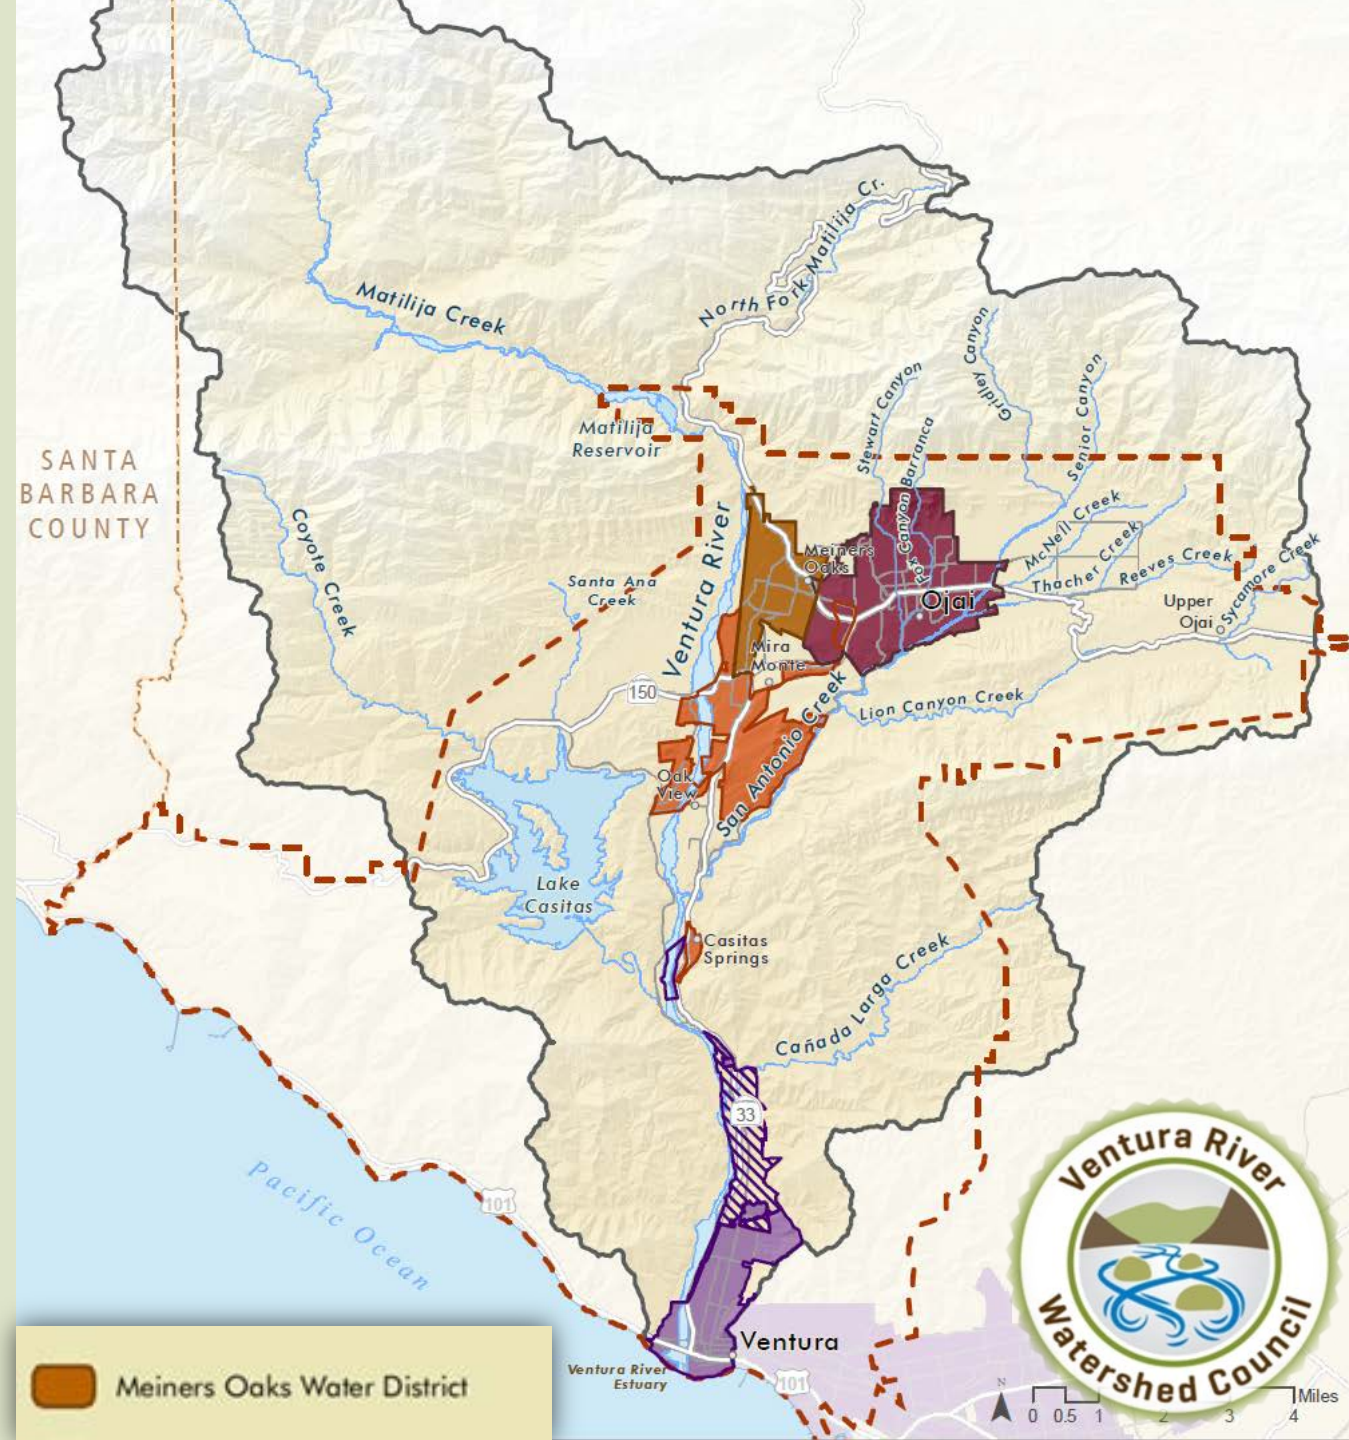 North Fork Matilija Cr.
Matilija Creek
Gridley Canyon
Stewart Canyon
Senior Canyon
Fox Canyon Barranca
Matilija
Reservoir
SANTA
BARBARA
COUNTY
Coyote Creek
Ventura River
Santa Ana
Creek
Meiners
Oaks
McNell Creek
Thacher Creek
Reeves Creek
Sycamore Creek
Ojai
Upper
Ojai
Mira
Monte
150
Lion Canyon Creek
San Antonio Creek
Oak
View
Lake
Casitas
Casitas
Springs
Cañada Larga Creek
33
Pacific Ocean
101
Ventura River
Watershed Council
Ventura
Ventura River
Estuary
101
Meiners Oaks Water District
N
0 0.5 1 2 3 4 Miles